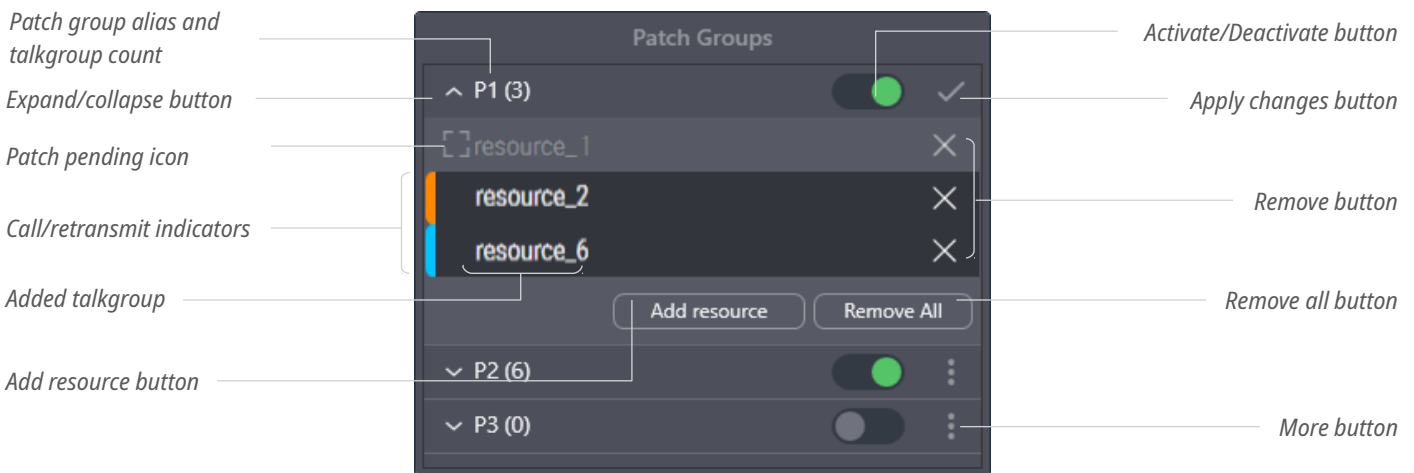 Patch group alias and
talkgroup count
Expand/collapse button
Patch pending icon
Call/retransmit indicators
Added talkgroup
Add resource button
Patch Groups
P1 (3)
resource_1
resource_2
resource_6
Add resource
Remove All
P2 (6)
P3 (0)
Activate/Deactivate button
Apply changes button
Remove button
Remove all button
More button